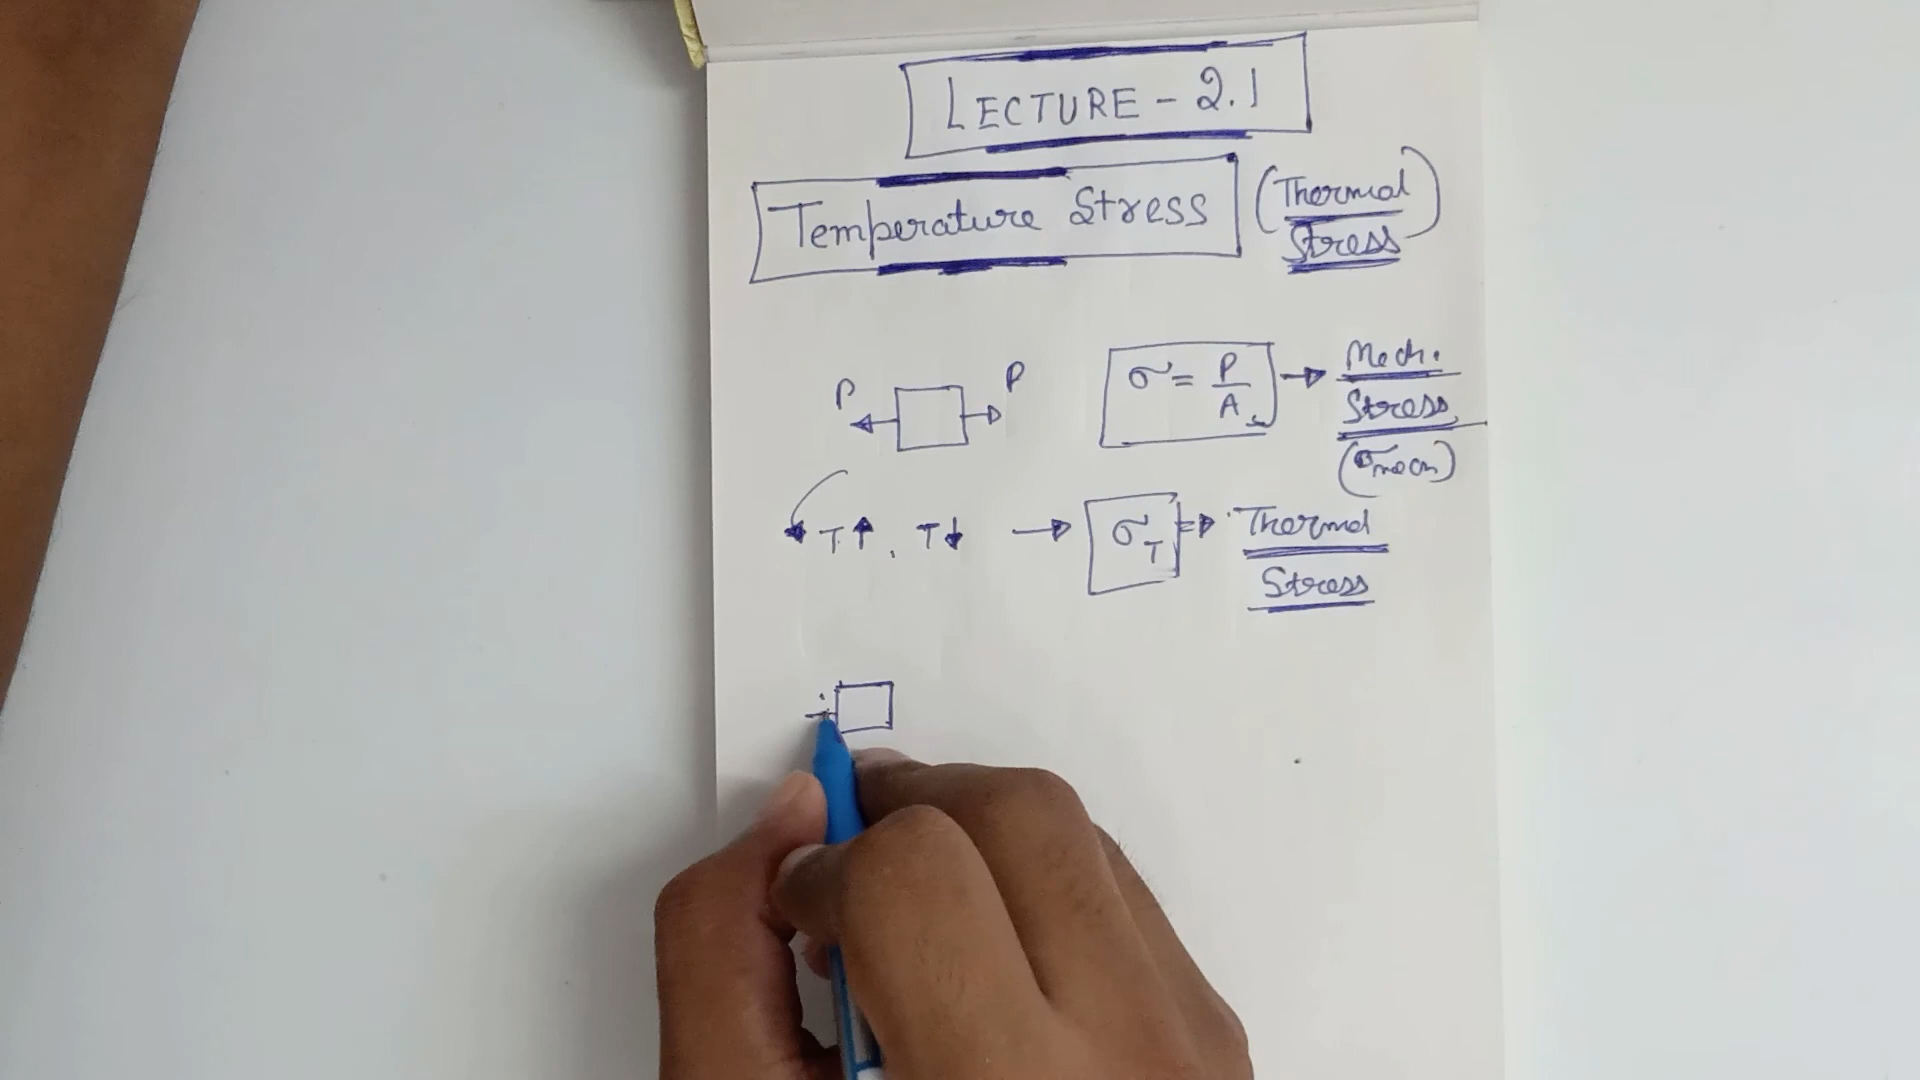 LECTURE - 2.1
Temperature Stress (Thermal
Stress)
P P σ = P/A → Mech.
Stress
(σmech)
T↑, T↓ → σT ⇒ Thermal
Stress